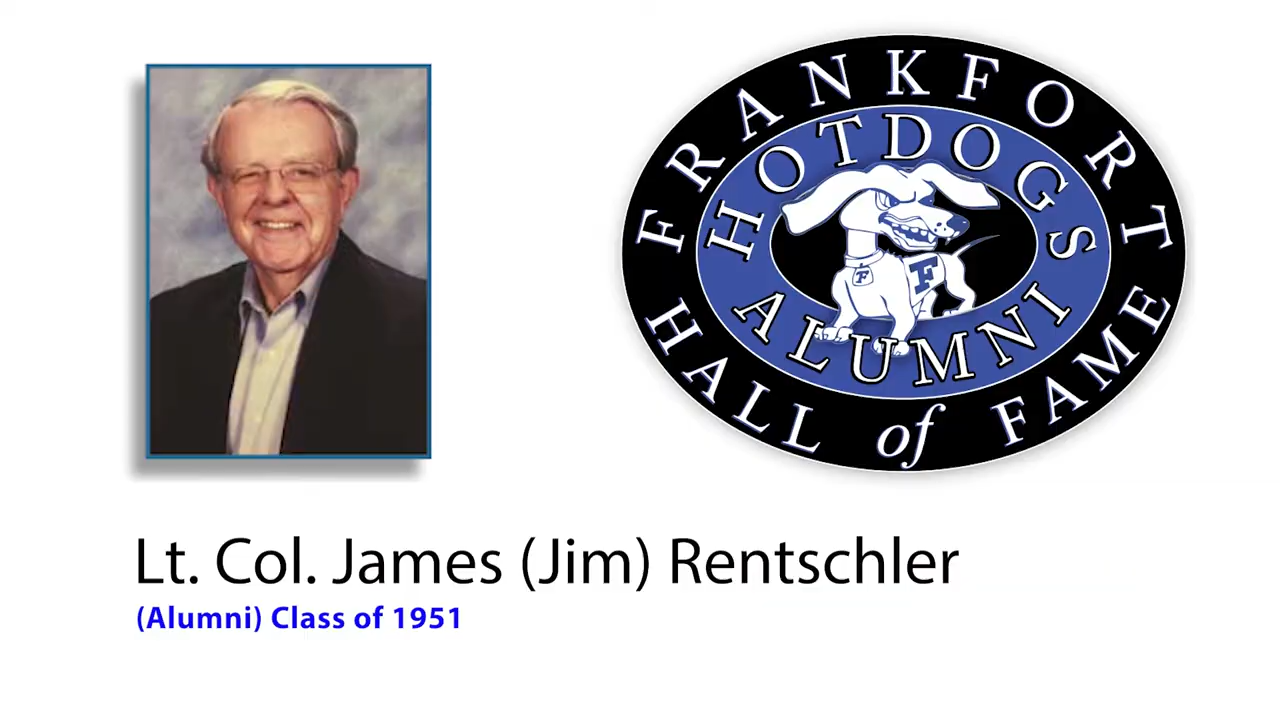 FRANKFORT
HOTDOGS
F
F
ALUMNI
HALL of FAME
Lt. Col. James (Jim) Rentschler
(Alumni) Class of 1951